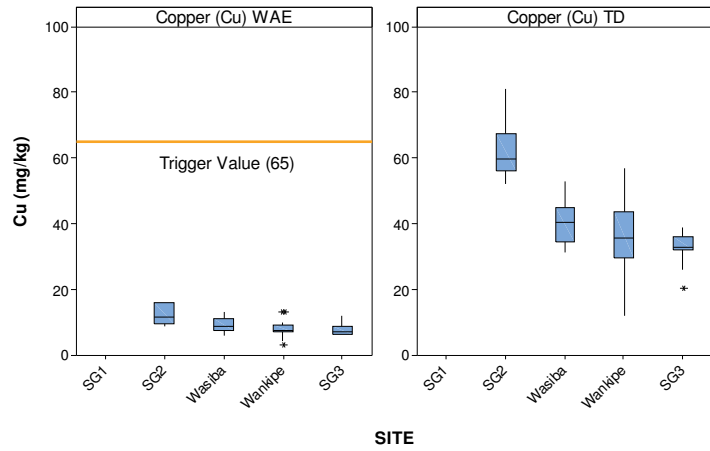 Copper (Cu) WAE
Copper (Cu) TD
Cu (mg/kg)
100
80
60
40
20
0
Trigger Value (65)
SG1
SG2
Wasiba
Wankipe
SG3
100
80
60
40
20
0
SG1
SG2
Wasiba
Wankipe
SG3
SITE